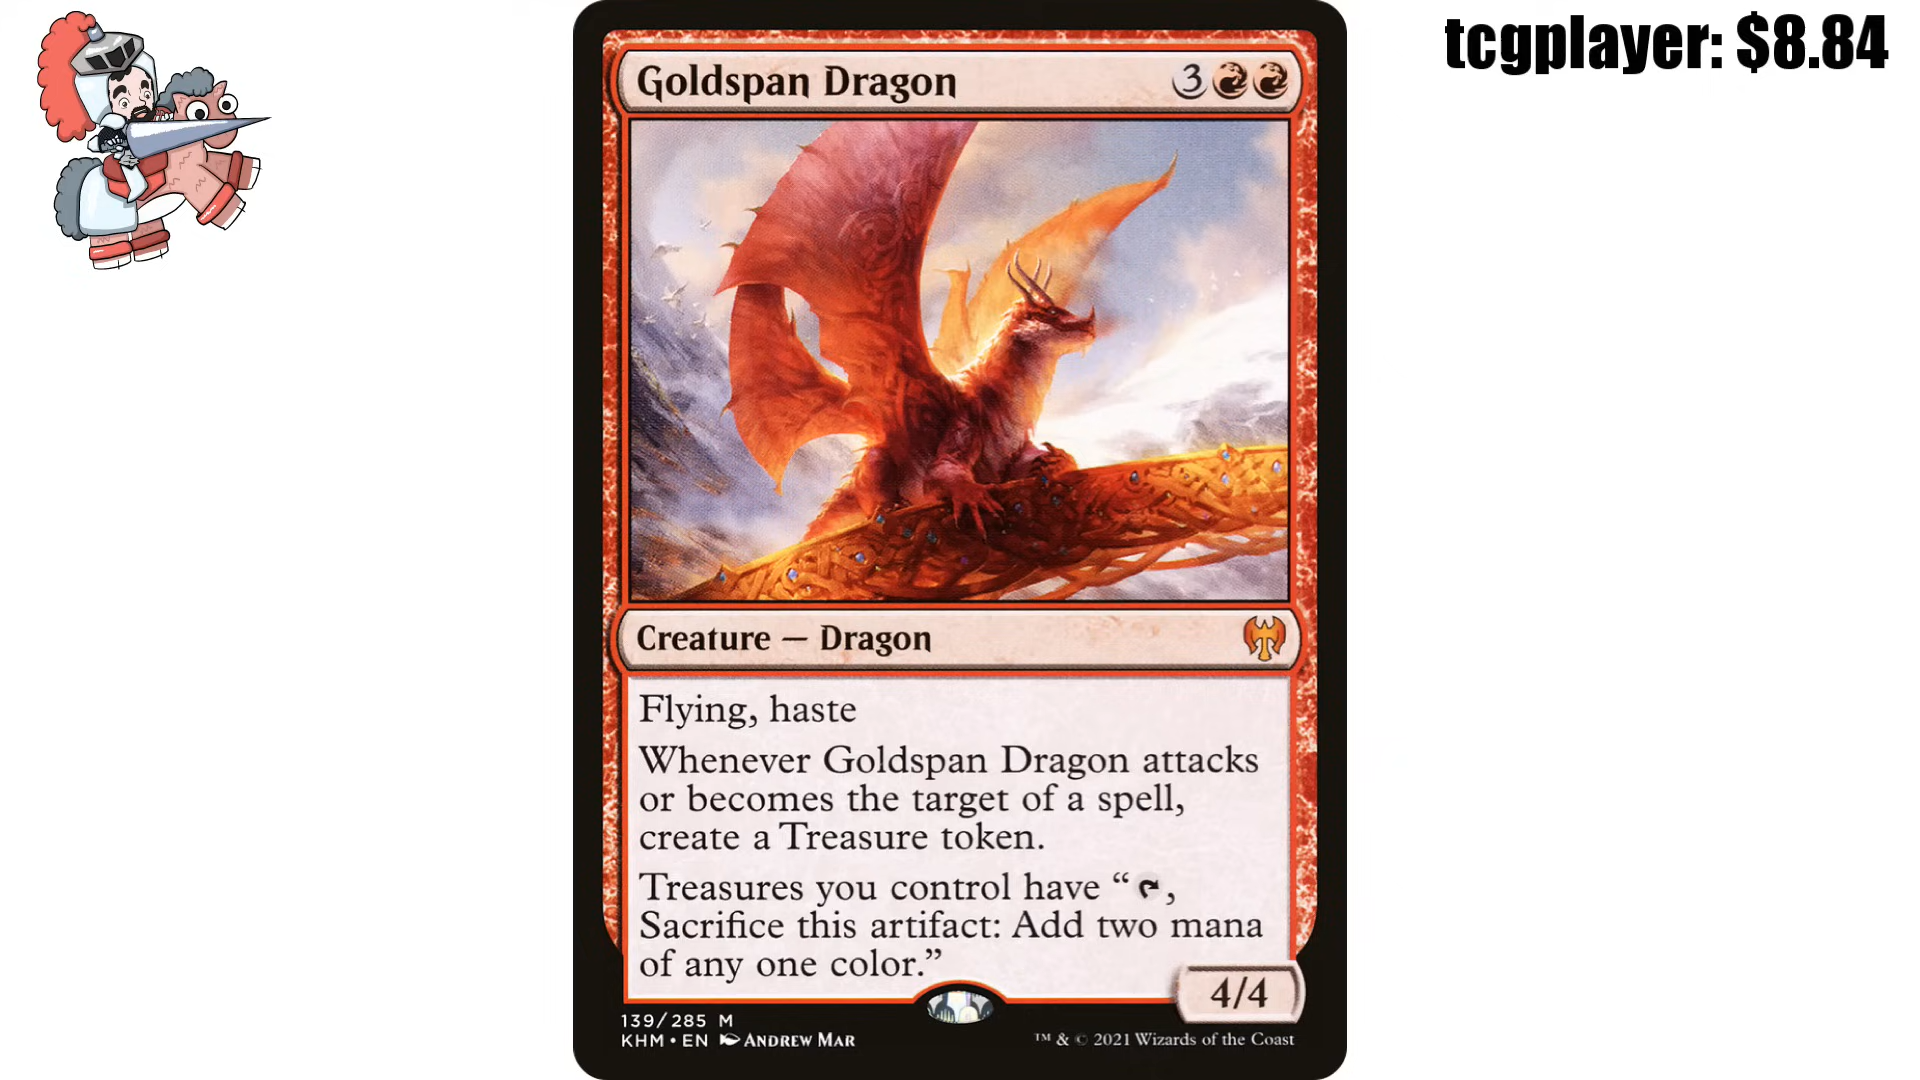 tcgplayer: $8.84
Goldspan Dragon 3
Creature — Dragon
Flying, haste
Whenever Goldspan Dragon attacks
or becomes the target of a spell,
create a Treasure token.
Treasures you control have “ ,
Sacrifice this artifact: Add two mana
of any one color.”
4/4
139/285 M
KHM • EN ANDREW MAR
™ & © 2021 Wizards of the Coast